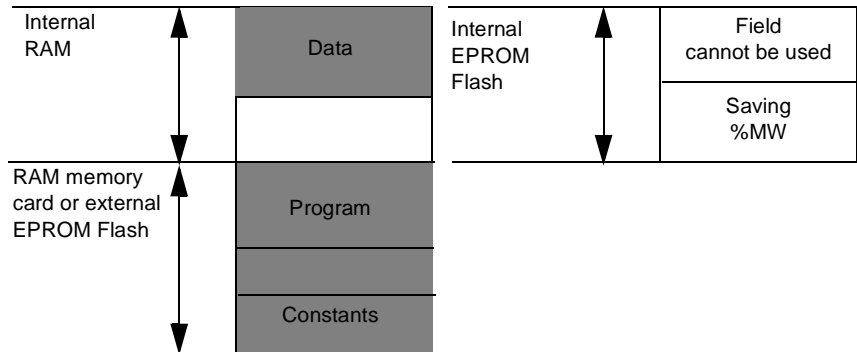 Internal
RAM
Data
Internal
EPROM
Flash
Field
cannot be used
Saving
%MW
RAM memory
card or external
EPROM Flash
Program
Constants